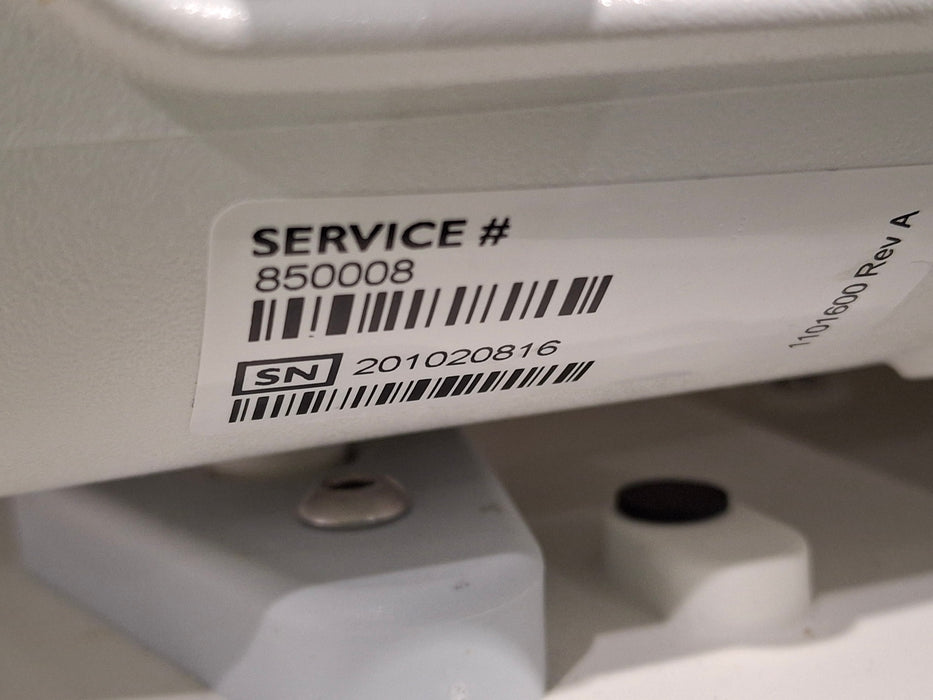 SERVICE #
850008
SN 201020816
1101600 Rev A